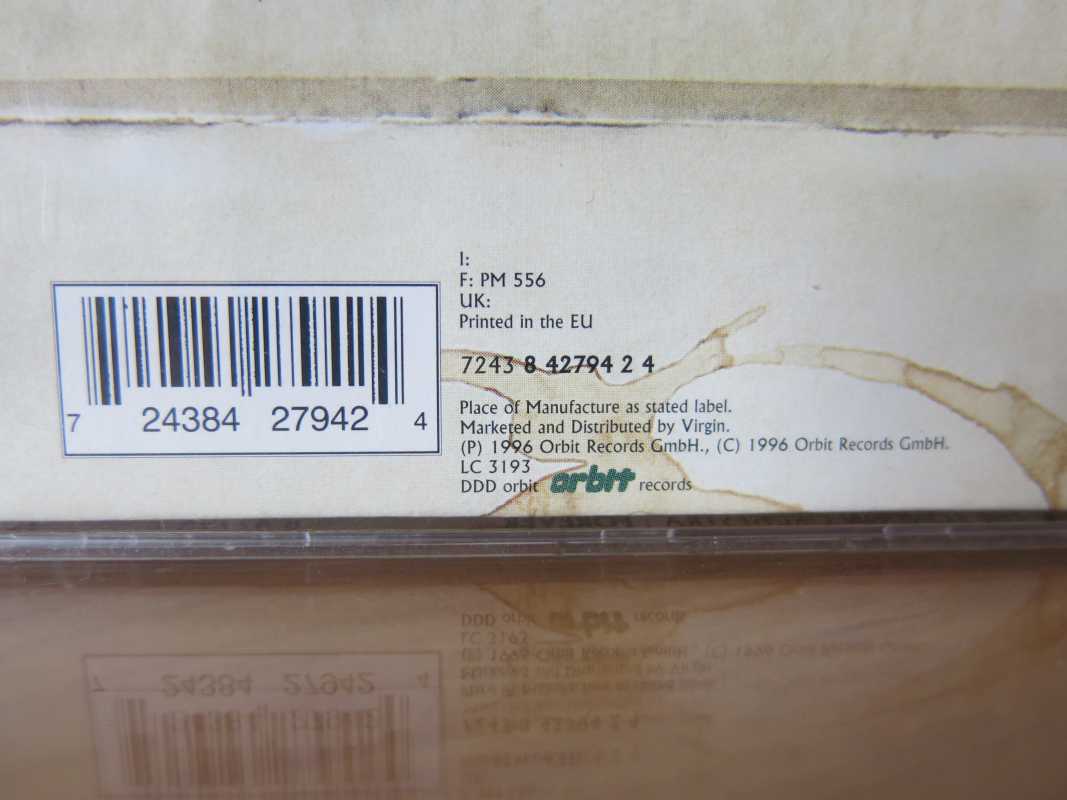 I:
F: PM 556
UK:
Printed in the EU
7243 8 42794 2 4
Place of Manufacture as stated label.
Marketed and Distributed by Virgin.
(P) 1996 Orbit Records GmbH., (C) 1996 Orbit Records GmbH.
LC 3193
DDD orbit orbit records
7 24384 27942 4
FOREVER